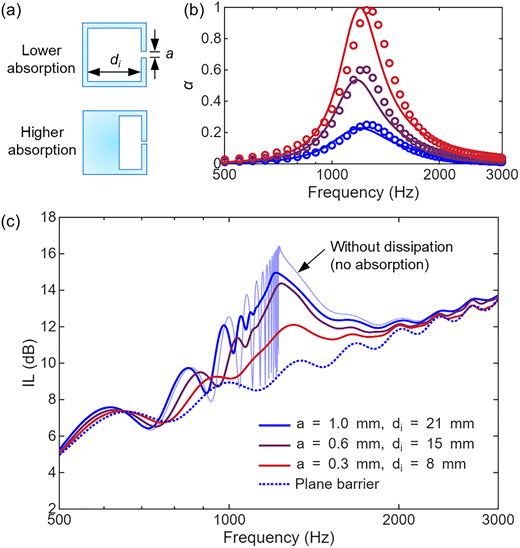 (a)
Lower
absorption
dᵢ
a
Higher
absorption
(b)
α
1
0.8
0.6
0.4
0.2
0
500
1000
2000
3000
Frequency (Hz)
(c)
IL (dB)
18
16
14
12
10
8
6
4
2
500
1000
2000
3000
Frequency (Hz)
Without dissipation
(no absorption)
a = 1.0 mm, dᵢ = 21 mm
a = 0.6 mm, dᵢ = 15 mm
a = 0.3 mm, dᵢ = 8 mm
Plane barrier